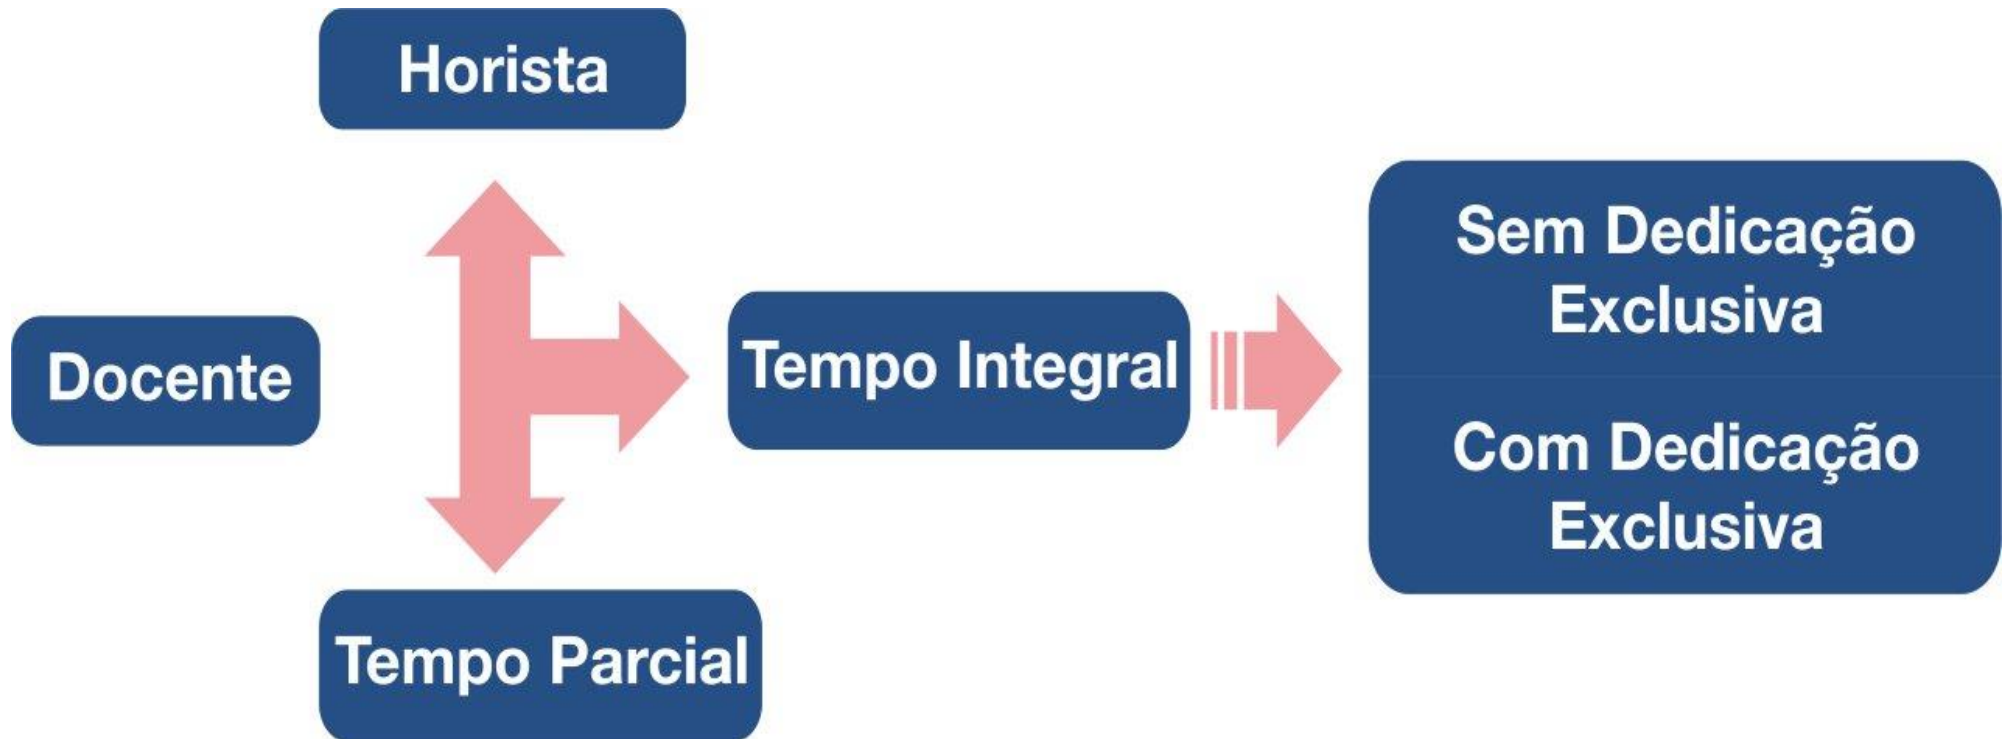 Horista
Docente
Tempo Integral
Tempo Parcial
Sem Dedicação
Exclusiva
Com Dedicação
Exclusiva